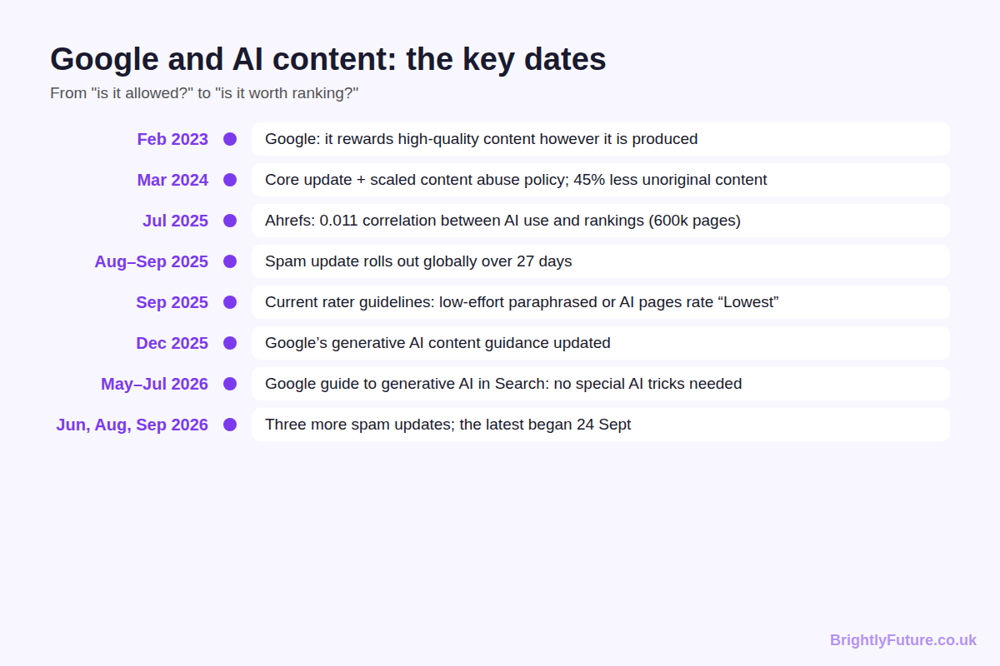 Google and AI content: the key dates
From "is it allowed?" to "is it worth ranking?"
Feb 2023 Google: it rewards high-quality content however it is produced
Mar 2024 Core update + scaled content abuse policy; 45% less unoriginal content
Jul 2025 Ahrefs: 0.011 correlation between AI use and rankings (600k pages)
Aug–Sep 2025 Spam update rolls out globally over 27 days
Sep 2025 Current rater guidelines: low-effort paraphrased or AI pages rate “Lowest”
Dec 2025 Google’s generative AI content guidance updated
May–Jul 2026 Google guide to generative AI in Search: no special AI tricks needed
Jun, Aug, Sep 2026 Three more spam updates; the latest began 24 Sept
BrightlyFuture.co.uk